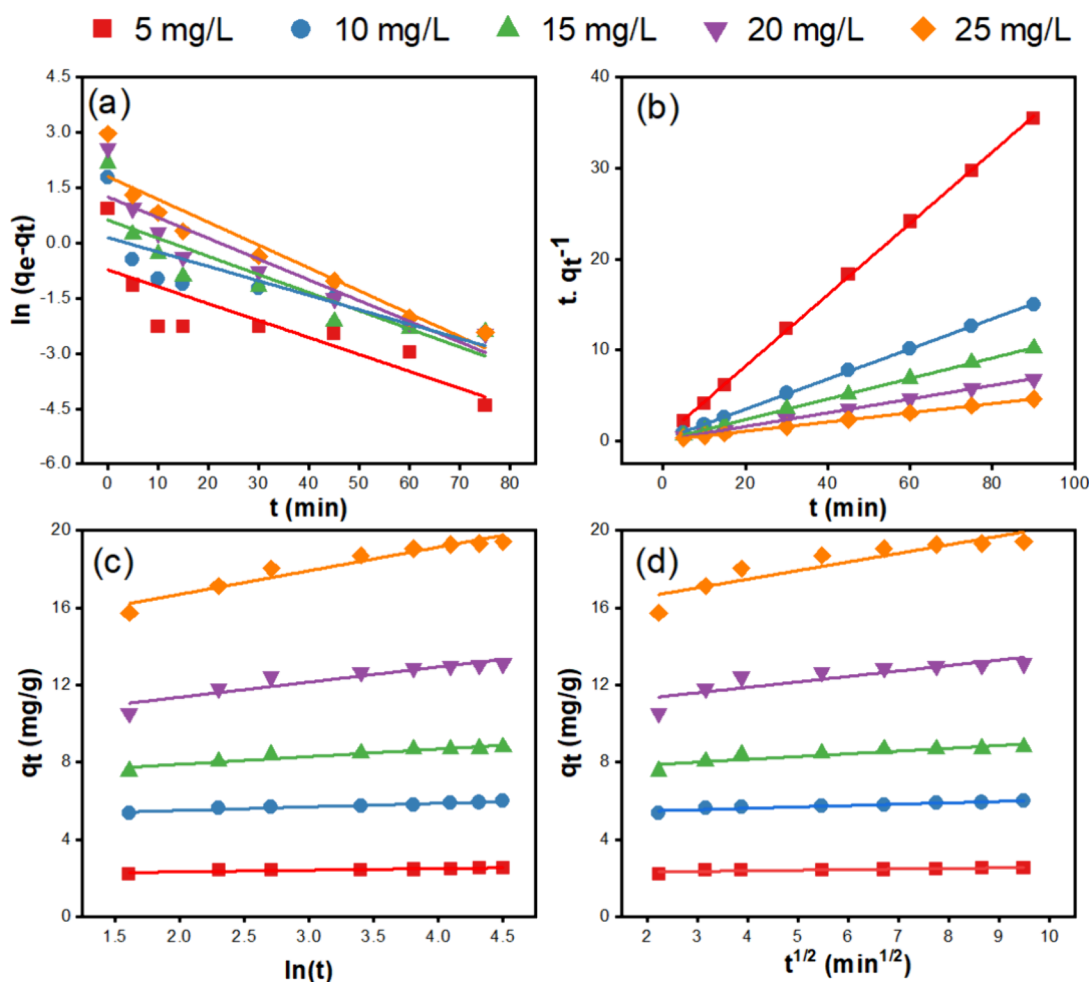 5 mg/L 10 mg/L 15 mg/L 20 mg/L 25 mg/L
(a)
4.5
3.0
1.5
0.0
-1.5
-3.0
-4.5
-6.0
ln (qe-qt)
0 10 20 30 40 50 60 70 80
t (min)
(b)
40
30
20
10
0
t. qt-1
0 20 40 60 80 100
t (min)
(c)
20
16
12
8
4
0
qt (mg/g)
1.5 2.0 2.5 3.0 3.5 4.0 4.5
ln(t)
(d)
20
16
12
8
4
0
qt (mg/g)
2 3 4 5 6 7 8 9 10
t1/2 (min1/2)